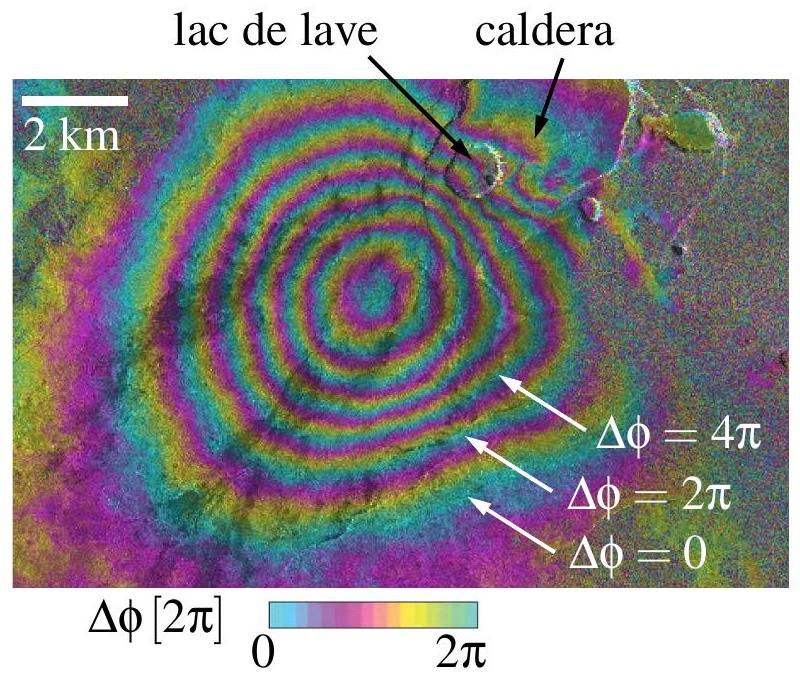 lac de lave
caldera
2 km
Δϕ = 4π
Δϕ = 2π
Δϕ = 0
Δϕ [2π]
0
2π